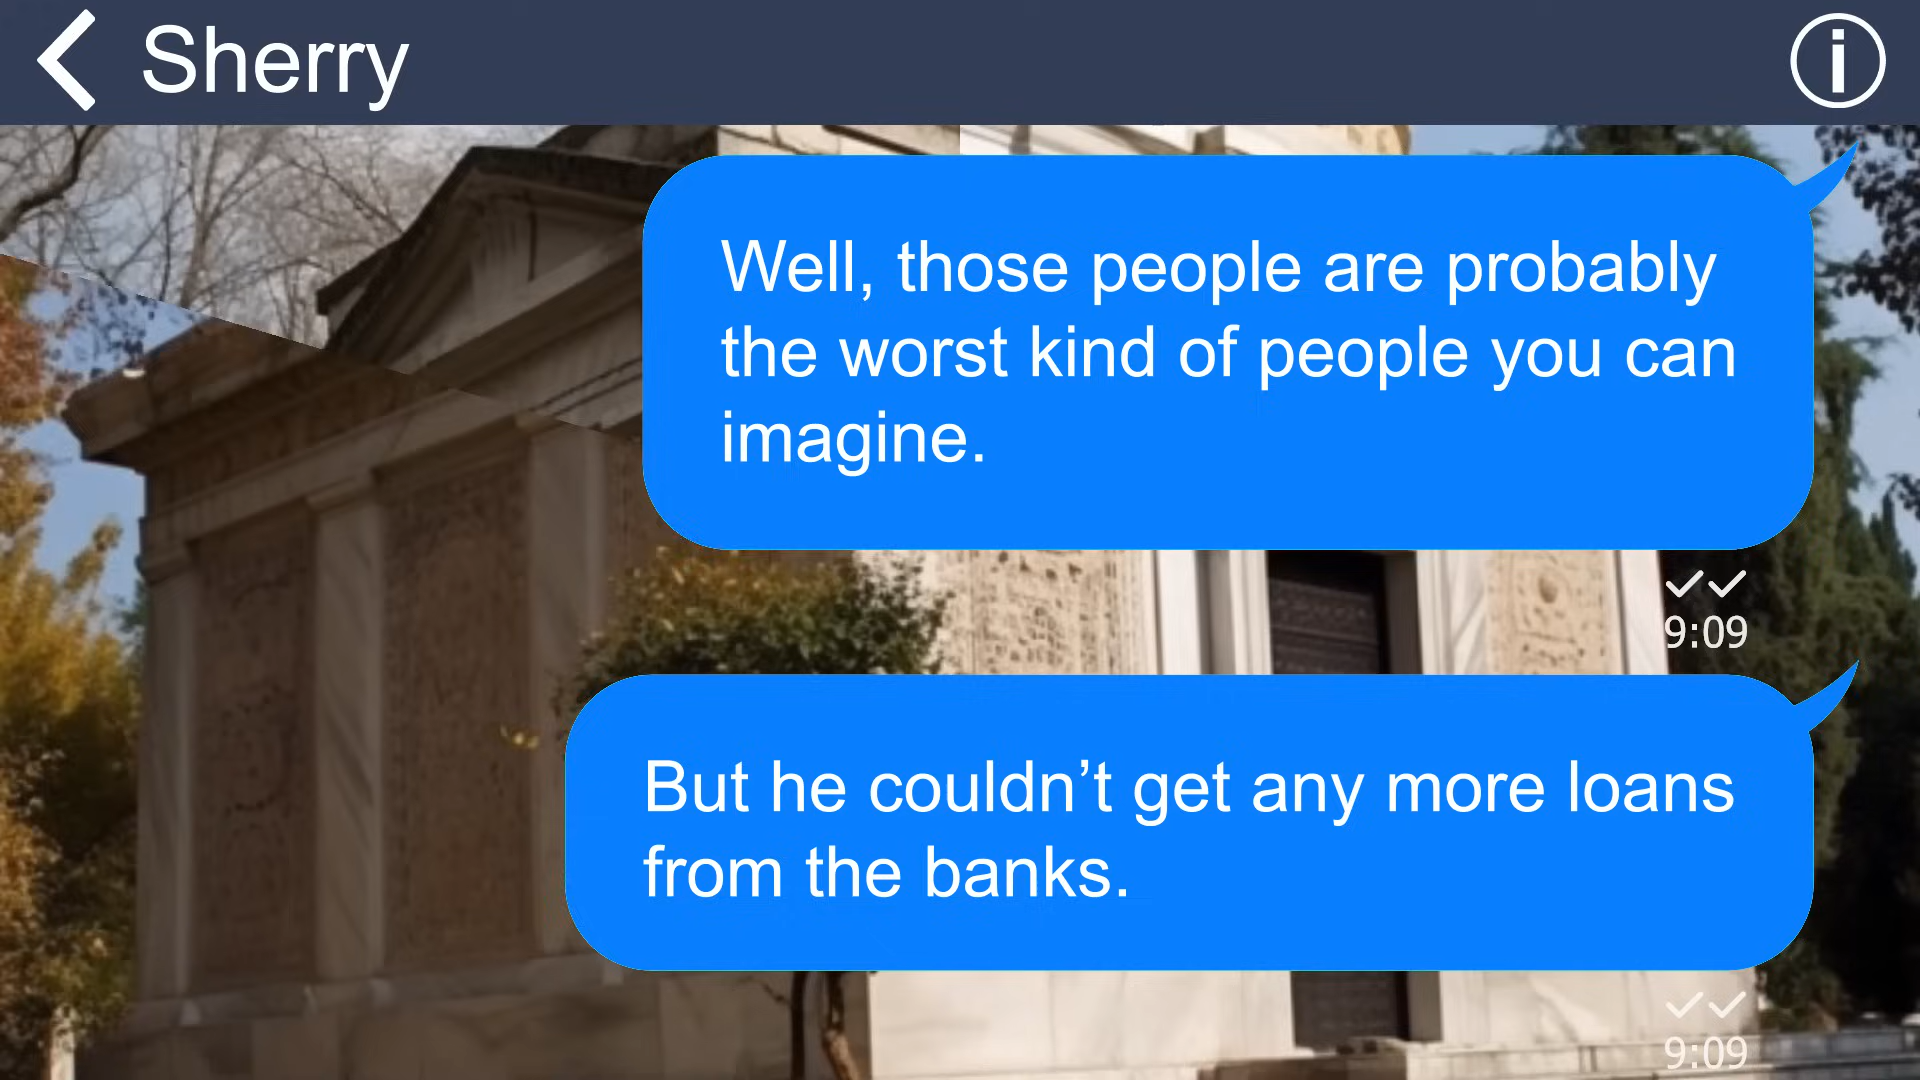 Sherry
Well, those people are probably
the worst kind of people you can
imagine.
9:09
But he couldn’t get any more loans
from the banks.
9:09